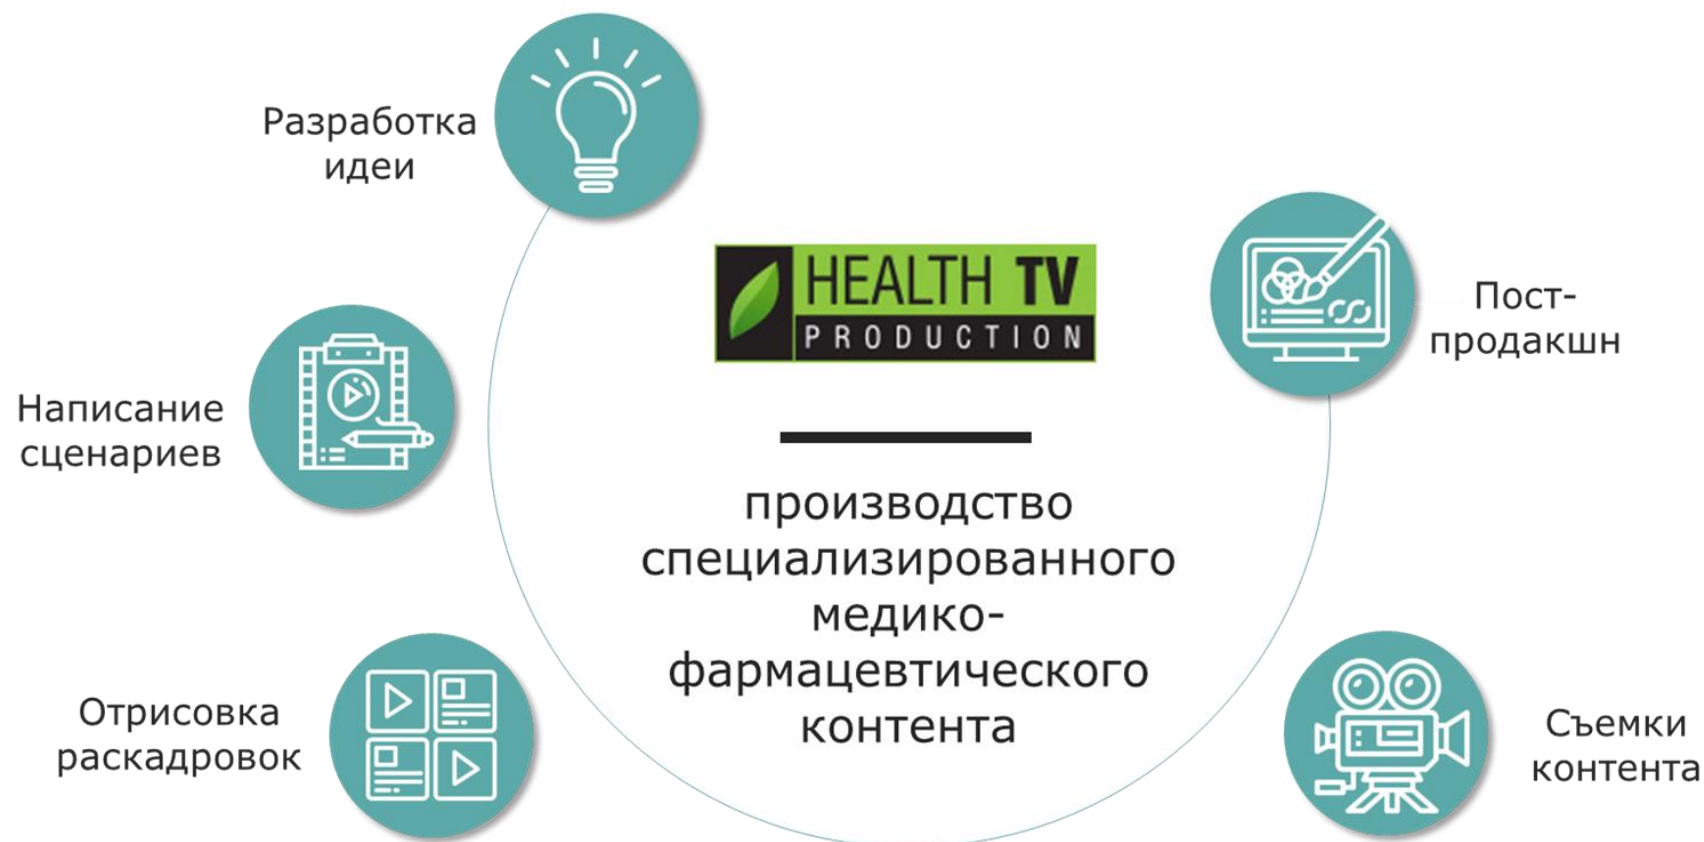 Разработка
идеи
HEALTH TV
PRODUCTION
Пост-
продакшн
Написание
сценариев
производство
специализированного
медико-
фармацевтического
контента
Отрисовка
раскадровок
Съемки
контента